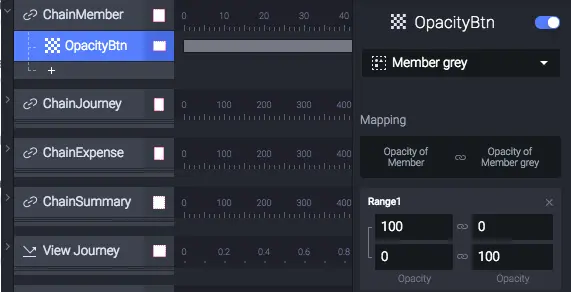 ChainMember
0 10 20 30 40
OpacityBtn
OpacityBtn
Member grey
+
ChainJourney
0 100 200 300 400
Mapping
ChainExpense
0 100 200 300 400
Opacity of Member
Opacity of Member grey
ChainSummary
0 100 200 300 400
Range1
100 0
View Journey
0 0.2 0.4 0.6 0.8
0 100
Opacity Opacity